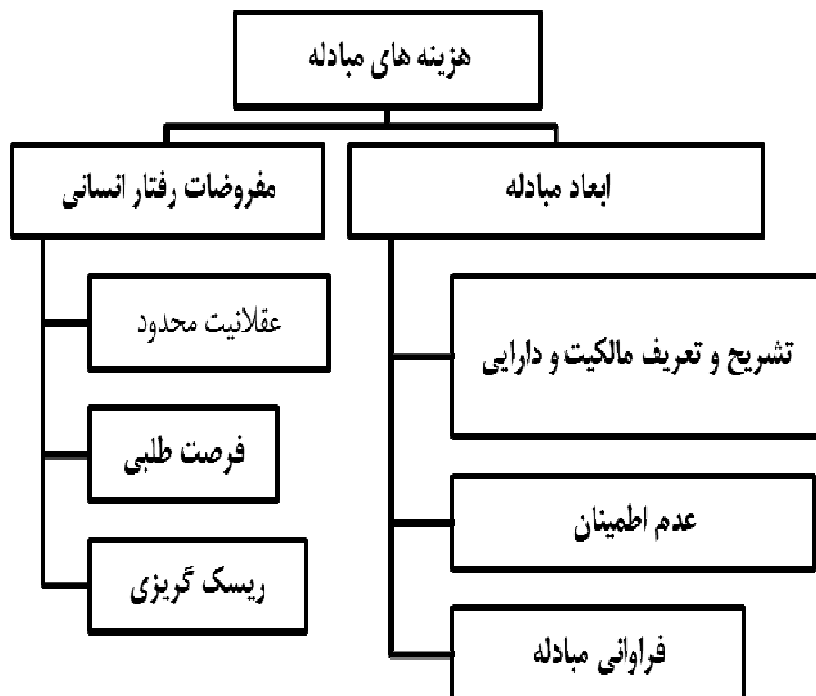 هزینه های مبادله
ابعاد مبادله
تشریح و تعریف مالکیت و دارایی
عدم اطمینان
فراوانی مبادله
مفروضات رفتار انسانی
عقلانیت محدود
فرصت طلبی
ریسک گریزی